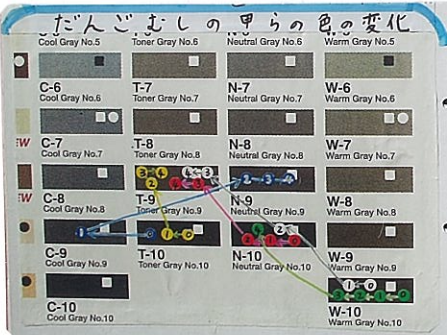 だんごむしの甲らの色の変化
Cool Gray No.5 Toner Gray No.6 Neutral Gray No.5 Warm Gray No.5
C-6 T-7 N-7 W-6
Cool Gray No.6 Toner Gray No.7 Neutral Gray No.7 Warm Gray No.6
C-7 T-8 N-8 W-7
Cool Gray No.7 Toner Gray No.8 Neutral Gray No.8 Warm Gray No.7
C-8 T-9 N-9 W-8
Cool Gray No.8 Toner Gray No.9 Neutral Gray No.9 Warm Gray No.8
C-9 T-10 N-10 W-9
Cool Gray No.9 Toner Gray No.10 Neutral Gray No.10 Warm Gray No.9
C-10 W-10
Cool Gray No.10 Warm Gray No.10